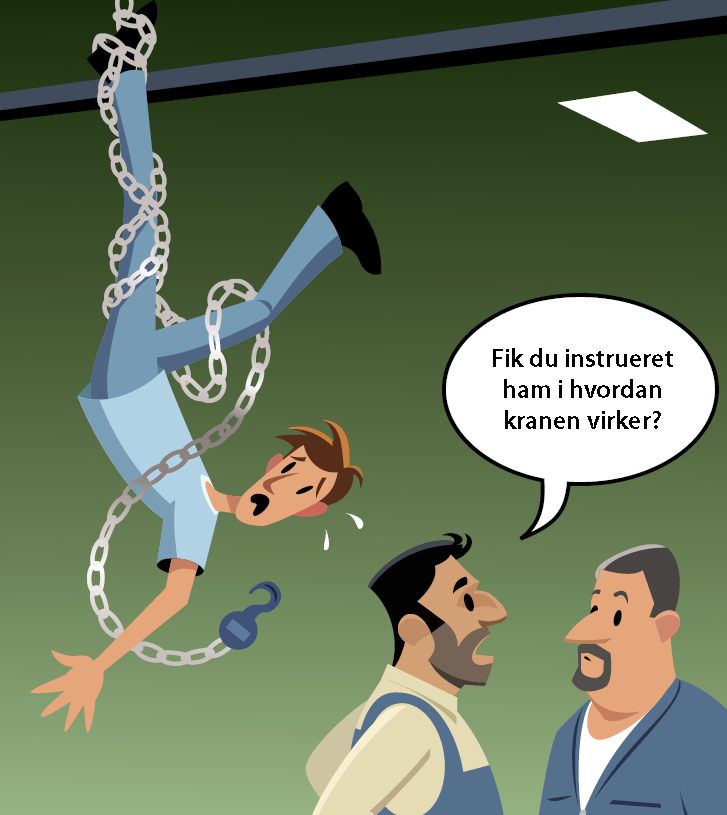 Fik du instrueret
ham i hvordan
kranen virker?